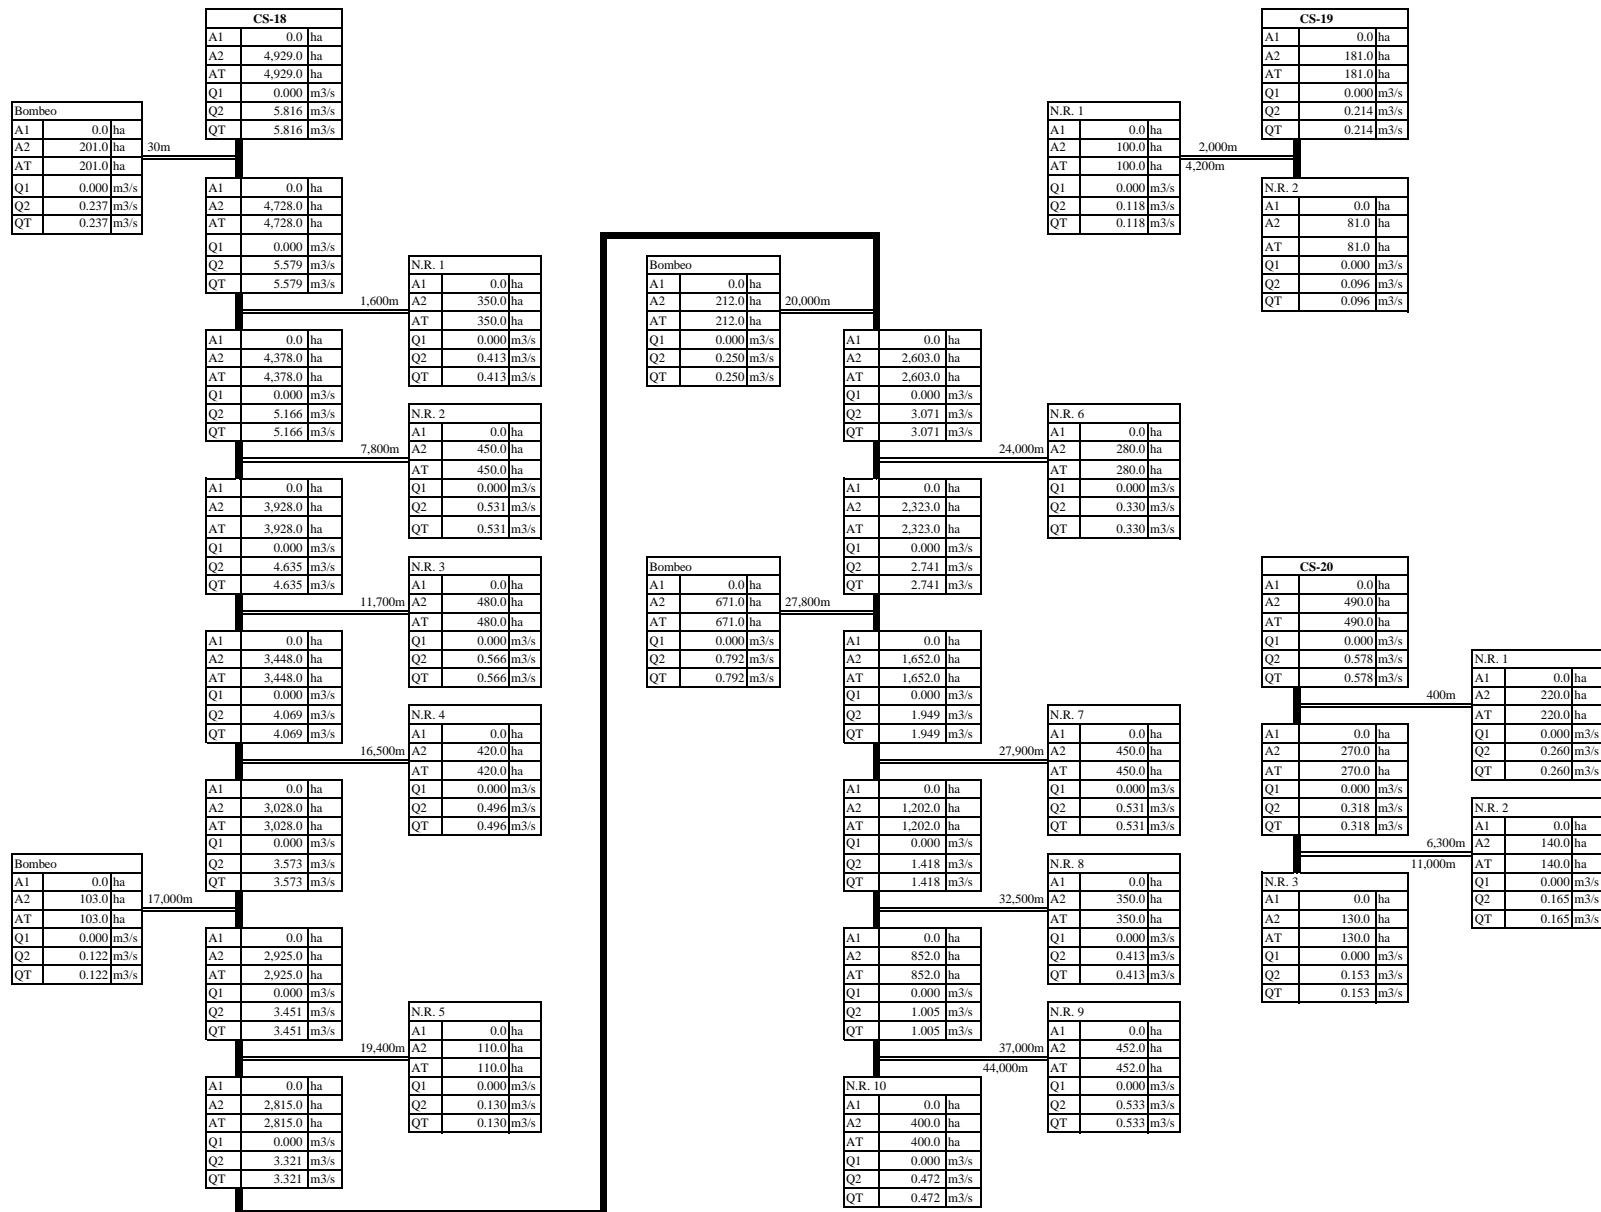 CS-18
A1 0.0 ha
A2 4,929.0 ha
AT 4,929.0 ha
Q1 0.000 m3/s
Q2 5.816 m3/s
QT 5.816 m3/s
Bombeo
A1 0.0 ha
A2 201.0 ha
AT 201.0 ha
Q1 0.000 m3/s
Q2 0.237 m3/s
QT 0.237 m3/s
30m
A1 0.0 ha
A2 4,728.0 ha
AT 4,728.0 ha
Q1 0.000 m3/s
Q2 5.579 m3/s
QT 5.579 m3/s
1,600m
N.R. 1
A1 0.0 ha
A2 350.0 ha
AT 350.0 ha
Q1 0.000 m3/s
Q2 0.413 m3/s
QT 0.413 m3/s
A1 0.0 ha
A2 4,378.0 ha
AT 4,378.0 ha
Q1 0.000 m3/s
Q2 5.166 m3/s
QT 5.166 m3/s
7,800m
N.R. 2
A1 0.0 ha
A2 450.0 ha
AT 450.0 ha
Q1 0.000 m3/s
Q2 0.531 m3/s
QT 0.531 m3/s
A1 0.0 ha
A2 3,928.0 ha
AT 3,928.0 ha
Q1 0.000 m3/s
Q2 4.635 m3/s
QT 4.635 m3/s
11,700m
N.R. 3
A1 0.0 ha
A2 480.0 ha
AT 480.0 ha
Q1 0.000 m3/s
Q2 0.566 m3/s
QT 0.566 m3/s
A1 0.0 ha
A2 3,448.0 ha
AT 3,448.0 ha
Q1 0.000 m3/s
Q2 4.069 m3/s
QT 4.069 m3/s
16,500m
N.R. 4
A1 0.0 ha
A2 420.0 ha
AT 420.0 ha
Q1 0.000 m3/s
Q2 0.496 m3/s
QT 0.496 m3/s
A1 0.0 ha
A2 3,028.0 ha
AT 3,028.0 ha
Q1 0.000 m3/s
Q2 3.573 m3/s
QT 3.573 m3/s
Bombeo
A1 0.0 ha
A2 103.0 ha
AT 103.0 ha
Q1 0.000 m3/s
Q2 0.122 m3/s
QT 0.122 m3/s
17,000m
A1 0.0 ha
A2 2,925.0 ha
AT 2,925.0 ha
Q1 0.000 m3/s
Q2 3.451 m3/s
QT 3.451 m3/s
19,400m
N.R. 5
A1 0.0 ha
A2 110.0 ha
AT 110.0 ha
Q1 0.000 m3/s
Q2 0.130 m3/s
QT 0.130 m3/s
A1 0.0 ha
A2 2,815.0 ha
AT 2,815.0 ha
Q1 0.000 m3/s
Q2 3.321 m3/s
QT 3.321 m3/s
Bombeo
A1 0.0 ha
A2 212.0 ha
AT 212.0 ha
Q1 0.000 m3/s
Q2 0.250 m3/s
QT 0.250 m3/s
20,000m
A1 0.0 ha
A2 2,603.0 ha
AT 2,603.0 ha
Q1 0.000 m3/s
Q2 3.071 m3/s
QT 3.071 m3/s
24,000m
N.R. 6
A1 0.0 ha
A2 280.0 ha
AT 280.0 ha
Q1 0.000 m3/s
Q2 0.330 m3/s
QT 0.330 m3/s
A1 0.0 ha
A2 2,323.0 ha
AT 2,323.0 ha
Q1 0.000 m3/s
Q2 2.741 m3/s
QT 2.741 m3/s
Bombeo
A1 0.0 ha
A2 671.0 ha
AT 671.0 ha
Q1 0.000 m3/s
Q2 0.792 m3/s
QT 0.792 m3/s
27,800m
A1 0.0 ha
A2 1,652.0 ha
AT 1,652.0 ha
Q1 0.000 m3/s
Q2 1.949 m3/s
QT 1.949 m3/s
27,900m
N.R. 7
A1 0.0 ha
A2 450.0 ha
AT 450.0 ha
Q1 0.000 m3/s
Q2 0.531 m3/s
QT 0.531 m3/s
A1 0.0 ha
A2 1,202.0 ha
AT 1,202.0 ha
Q1 0.000 m3/s
Q2 1.418 m3/s
QT 1.418 m3/s
32,500m
N.R. 8
A1 0.0 ha
A2 350.0 ha
AT 350.0 ha
Q1 0.000 m3/s
Q2 0.413 m3/s
QT 0.413 m3/s
A1 0.0 ha
A2 852.0 ha
AT 852.0 ha
Q1 0.000 m3/s
Q2 1.005 m3/s
QT 1.005 m3/s
37,000m
44,000m
N.R. 9
A1 0.0 ha
A2 452.0 ha
AT 452.0 ha
Q1 0.000 m3/s
Q2 0.533 m3/s
QT 0.533 m3/s
N.R. 10
A1 0.0 ha
A2 400.0 ha
AT 400.0 ha
Q1 0.000 m3/s
Q2 0.472 m3/s
QT 0.472 m3/s
CS-19
A1 0.0 ha
A2 181.0 ha
AT 181.0 ha
Q1 0.000 m3/s
Q2 0.214 m3/s
QT 0.214 m3/s
N.R. 1
A1 0.0 ha
A2 100.0 ha
AT 100.0 ha
Q1 0.000 m3/s
Q2 0.118 m3/s
QT 0.118 m3/s
2,000m
4,200m
N.R. 2
A1 0.0 ha
A2 81.0 ha
AT 81.0 ha
Q1 0.000 m3/s
Q2 0.096 m3/s
QT 0.096 m3/s
CS-20
A1 0.0 ha
A2 490.0 ha
AT 490.0 ha
Q1 0.000 m3/s
Q2 0.578 m3/s
QT 0.578 m3/s
400m
N.R. 1
A1 0.0 ha
A2 220.0 ha
AT 220.0 ha
Q1 0.000 m3/s
Q2 0.260 m3/s
QT 0.260 m3/s
A1 0.0 ha
A2 270.0 ha
AT 270.0 ha
Q1 0.000 m3/s
Q2 0.318 m3/s
QT 0.318 m3/s
6,300m
11,000m
N.R. 2
A1 0.0 ha
A2 140.0 ha
AT 140.0 ha
Q1 0.000 m3/s
Q2 0.165 m3/s
QT 0.165 m3/s
N.R. 3
A1 0.0 ha
A2 130.0 ha
AT 130.0 ha
Q1 0.000 m3/s
Q2 0.153 m3/s
QT 0.153 m3/s